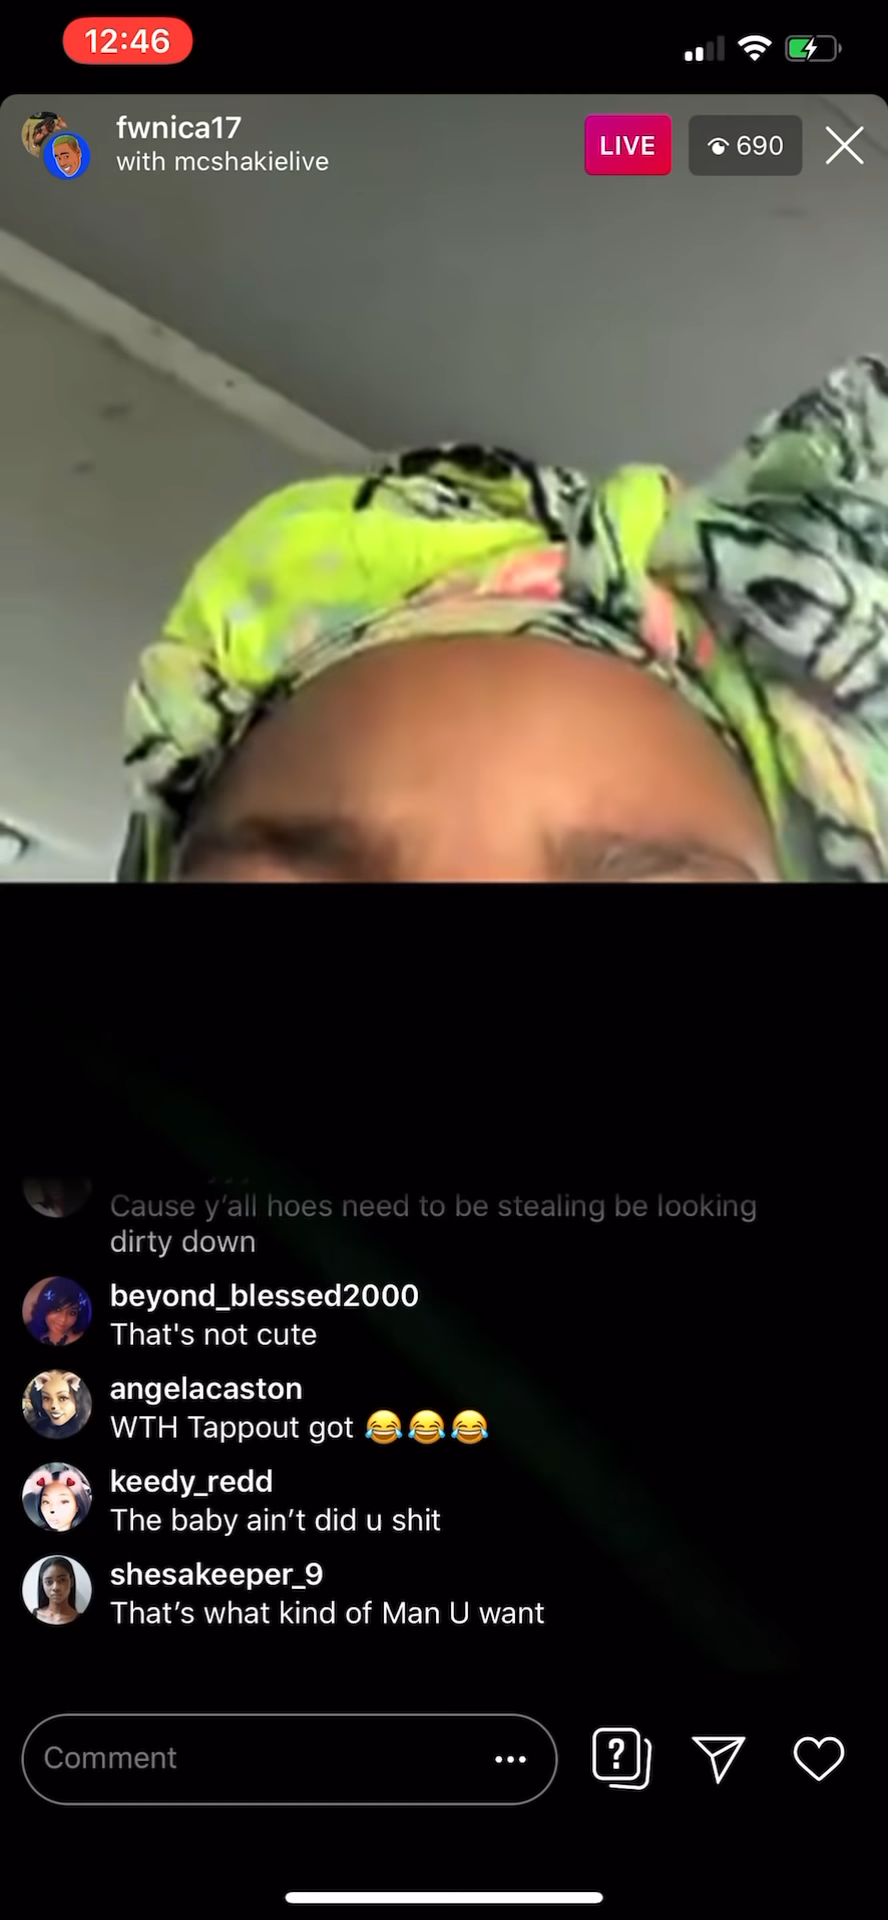 12:46
fwnica17
with mcshakielive
LIVE
690
Cause y’all hoes need to be stealing be looking
dirty down
beyond_blessed2000
That's not cute
angelacaston
WTH Tappout got 😂😂😂
keedy_redd
The baby ain’t did u shit
shesakeeper_9
That’s what kind of Man U want
Comment